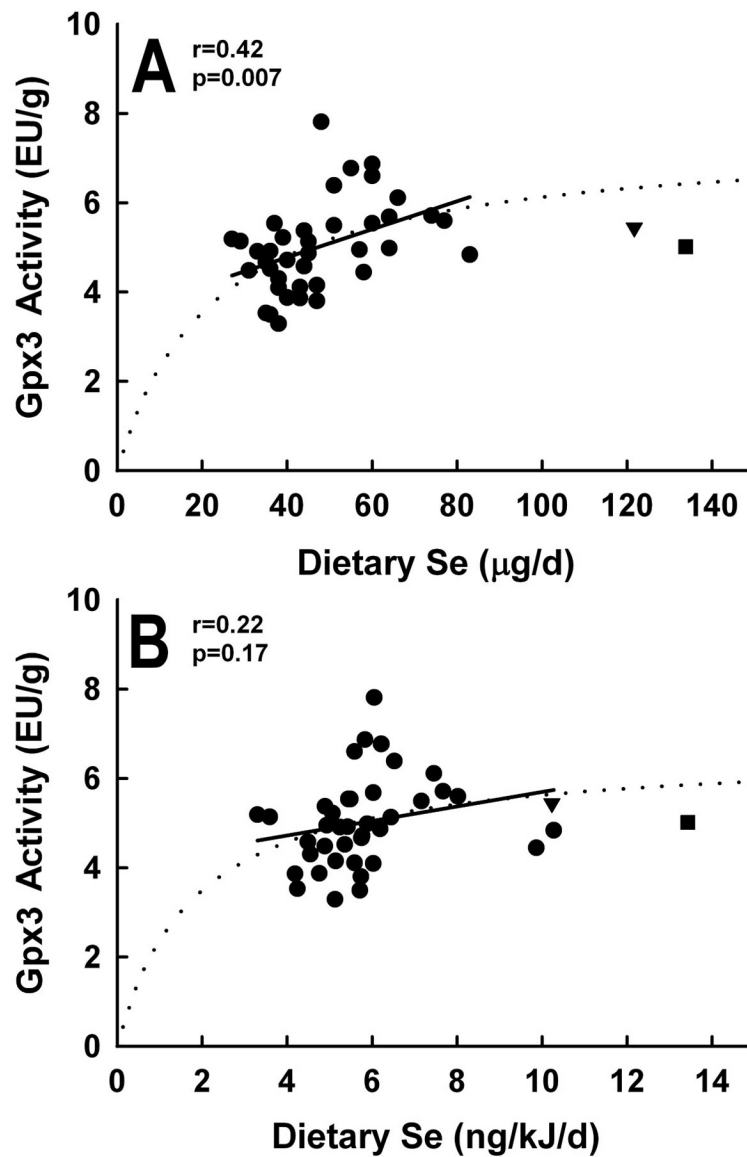 A
r=0.42
p=0.007
Gpx3 Activity (EU/g)
10
8
6
4
2
0
0 20 40 60 80 100 120 140
Dietary Se (μg/d)
B
r=0.22
p=0.17
Gpx3 Activity (EU/g)
10
8
6
4
2
0
0 2 4 6 8 10 12 14
Dietary Se (ng/kJ/d)